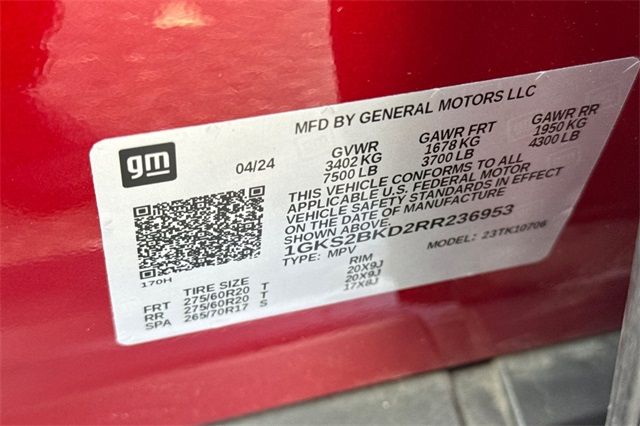 MFD BY GENERAL MOTORS LLC
gm
04/24
GVWR GAWR FRT GAWR RR
3402 KG 1678 KG 1950 KG
7500 LB 3700 LB 4300 LB
THIS VEHICLE CONFORMS TO ALL
APPLICABLE U.S. FEDERAL MOTOR
VEHICLE SAFETY STANDARDS IN EFFECT
ON THE DATE OF MANUFACTURE
SHOWN ABOVE.
1GKS2BKD2RR236953
TYPE: MPV MODEL: 23TK10706
170H
TIRE SIZE RIM
FRT 275/60R20 T 20X9J
RR 275/60R20 T 20X9J
SPA 265/70R17 S 17X8J